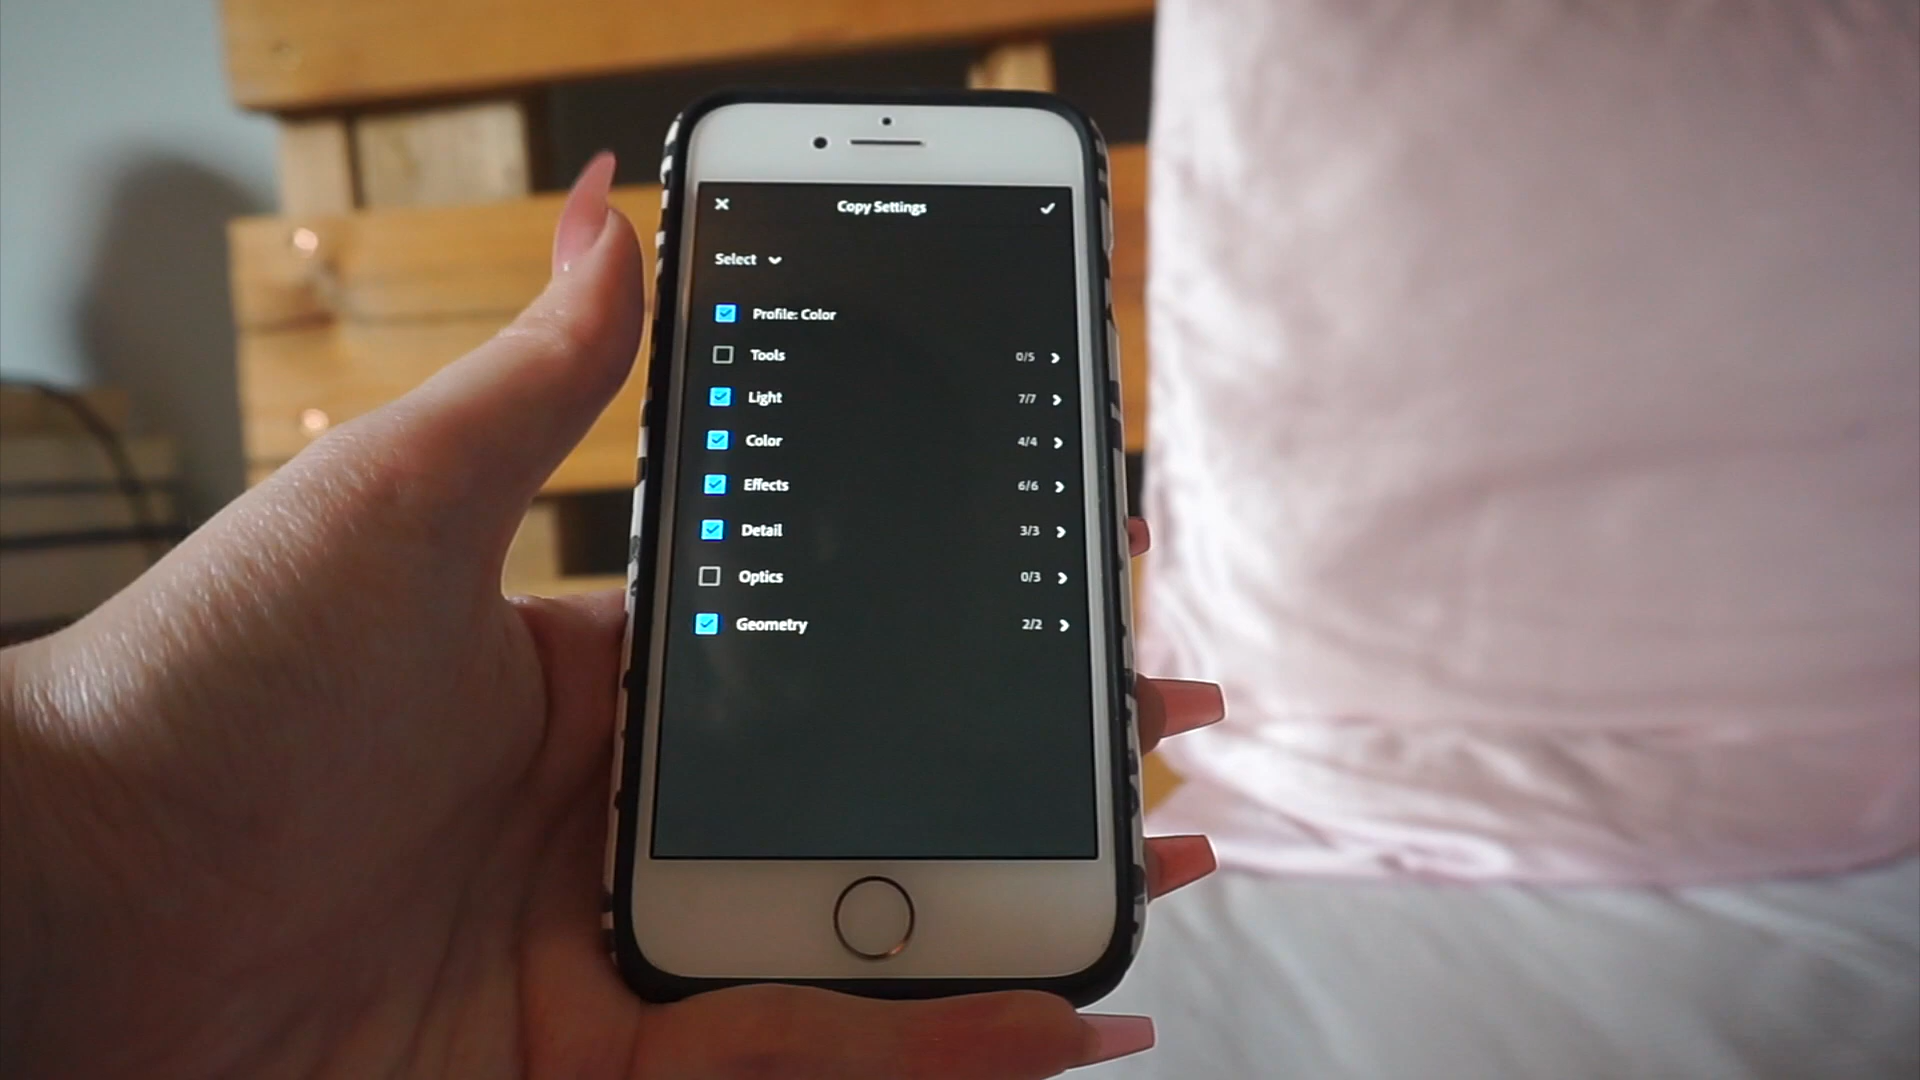 Copy Settings
Select
Profile: Color
Tools 0/5
Light 7/7
Color 4/4
Effects 6/6
Detail 3/3
Optics 0/3
Geometry 2/2